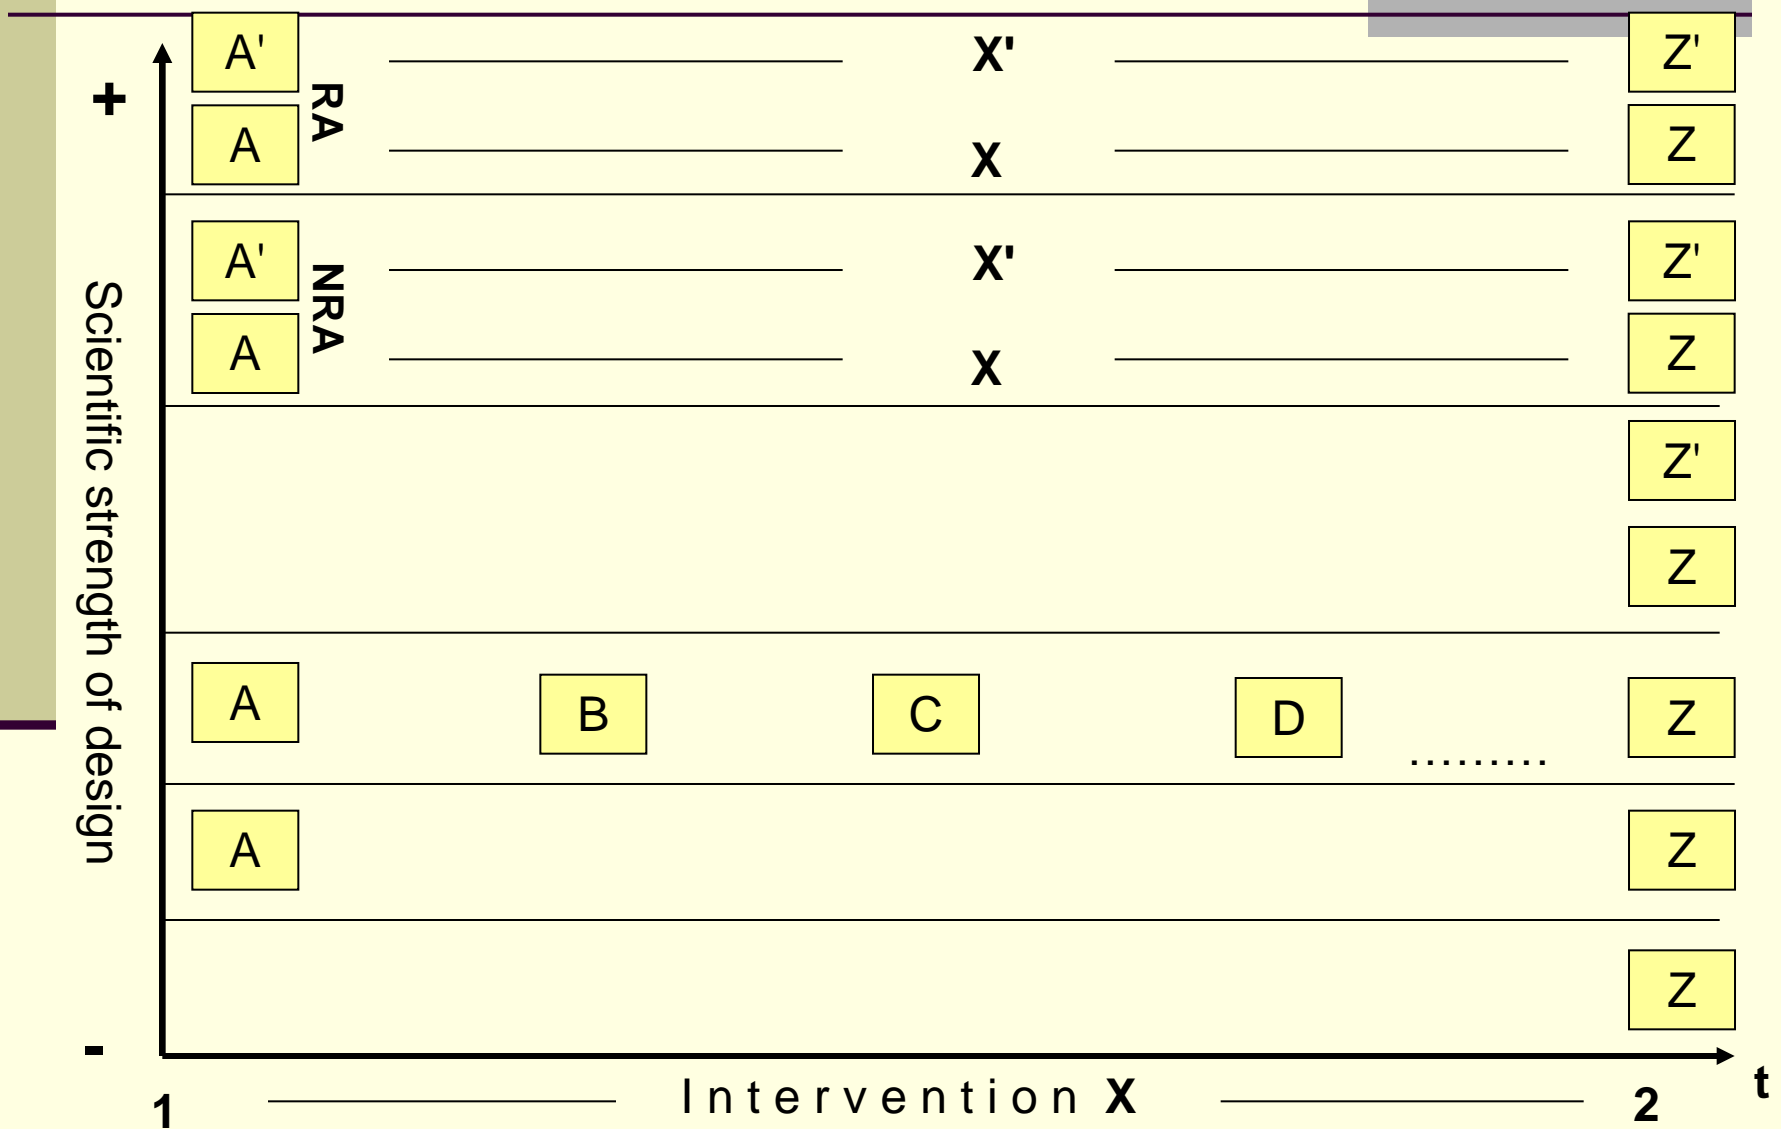 A' X' Z'
+
RA
A X Z
A' X' Z'
NRA
A X Z
Scientific strength of design
Z'
Z
A B C D ......... Z
A Z
Z
-
1 Intervention X 2 t